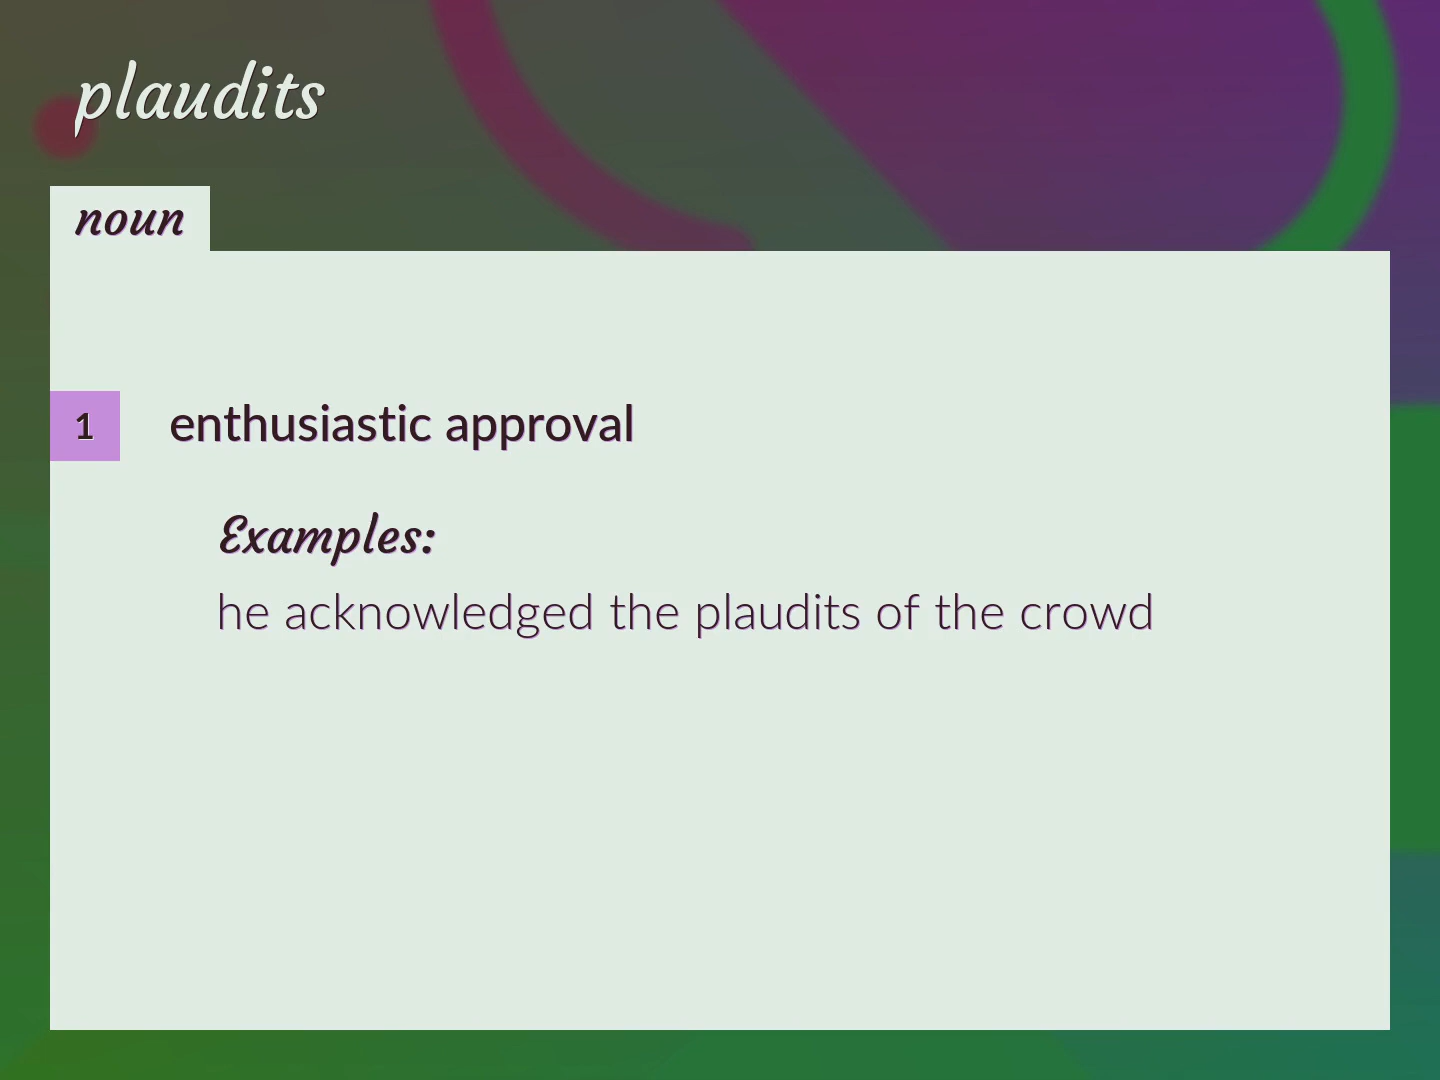 plaudits
noun
1 enthusiastic approval
Examples:
he acknowledged the plaudits of the crowd